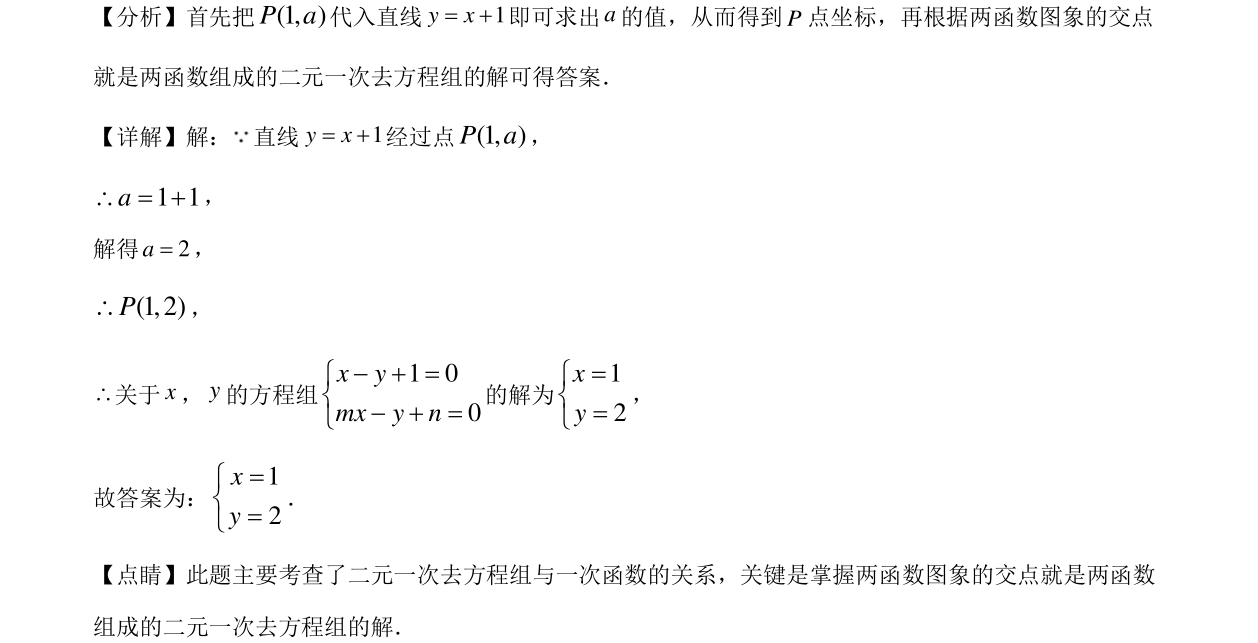 【分析】首先把P(1,a)代入直线y=x+1即可求出a的值，从而得到P点坐标，再根据两函数图象的交点
就是两函数组成的二元一次去方程组的解可得答案．
【详解】解：∵直线y=x+1经过点P(1,a)，
∴a=1+1，
解得a=2，
∴P(1,2)，
∴关于x，y的方程组{x−y+1=0 mx−y+n=0的解为{x=1 y=2，
故答案为：{x=1 y=2．
【点睛】此题主要考查了二元一次去方程组与一次函数的关系，关键是掌握两函数图象的交点就是两函数
组成的二元一次去方程组的解．